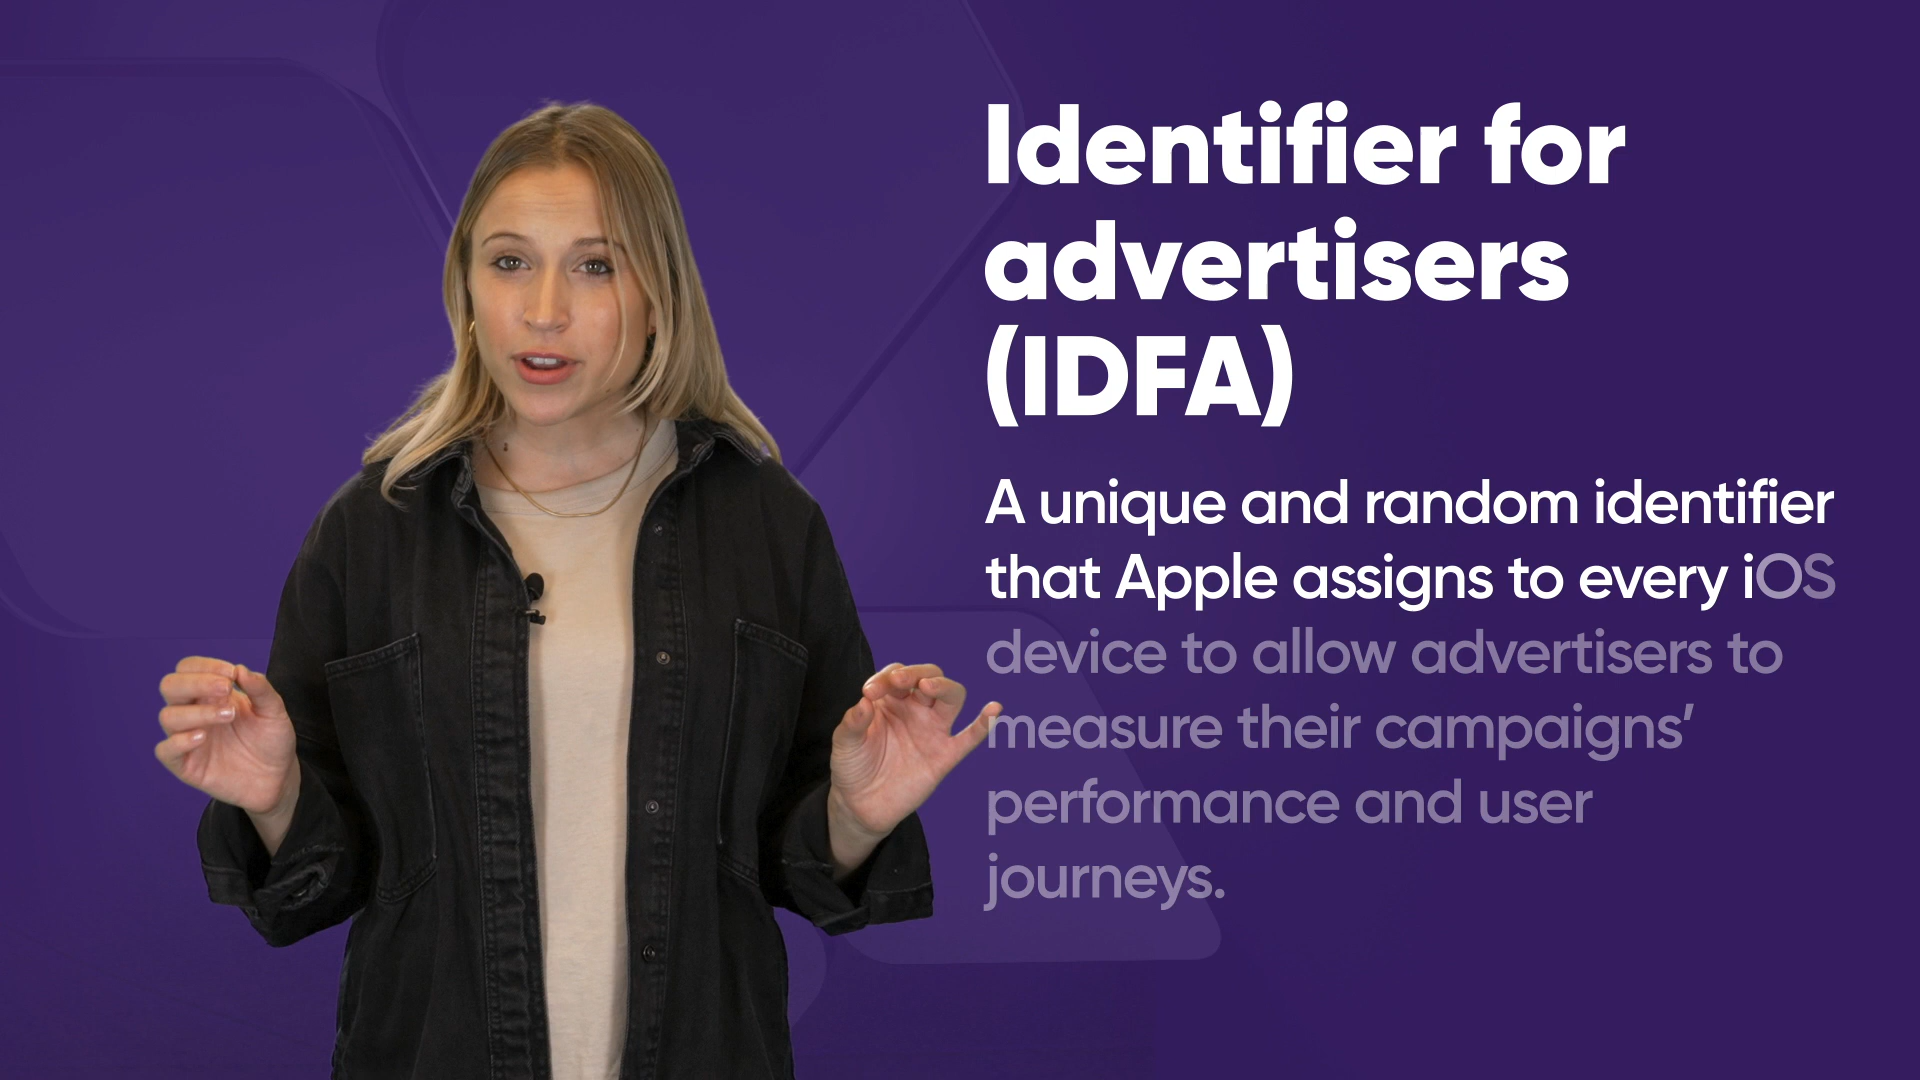 Identifier for
advertisers
(IDFA)
A unique and random identifier
that Apple assigns to every iOS
device to allow advertisers to
measure their campaigns’
performance and user
journeys.